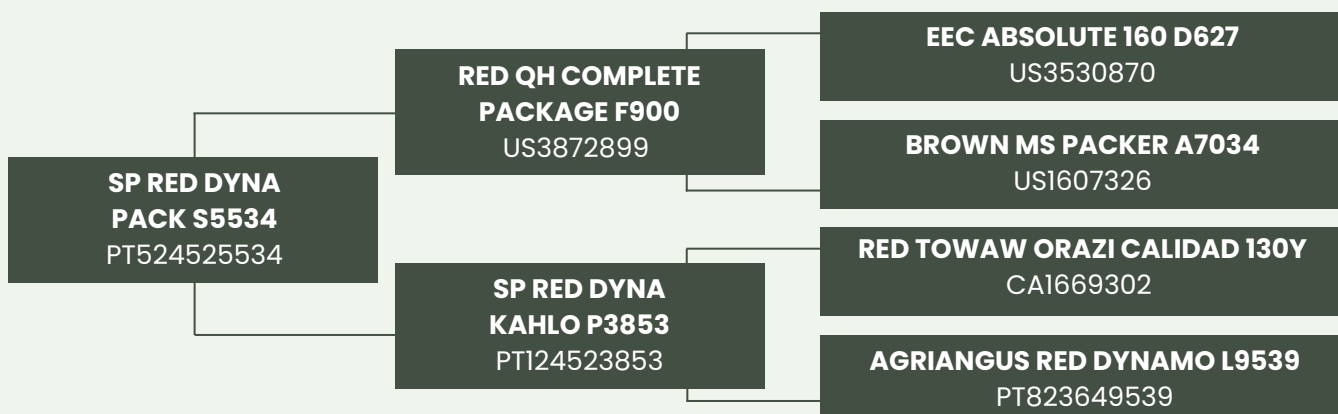 SP RED DYNA
PACK S5534
PT524525534
RED QH COMPLETE
PACKAGE F900
US3872899
SP RED DYNA
KAHLO P3853
PT124523853
EEC ABSOLUTE 160 D627
US3530870
BROWN MS PACKER A7034
US1607326
RED TOWAW ORAZI CALIDAD 130Y
CA1669302
AGRIANGUS RED DYNAMO L9539
PT823649539